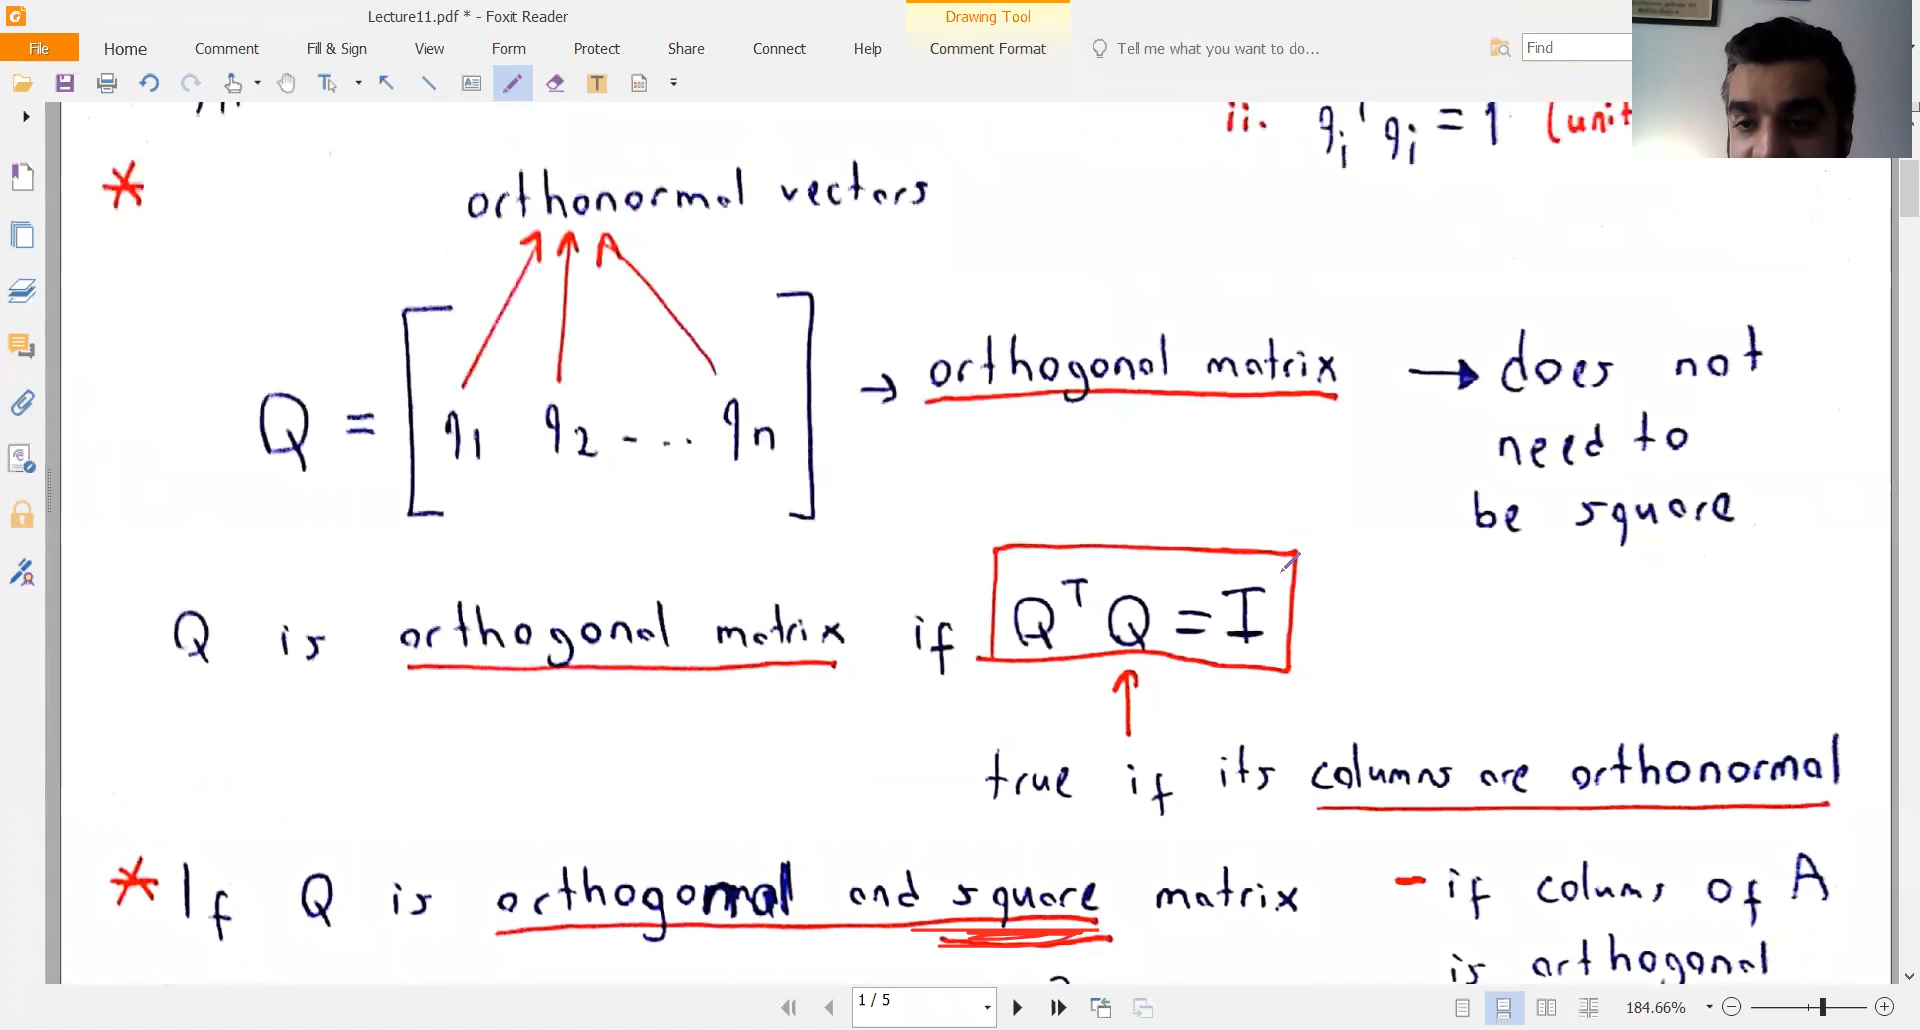 Lecture11.pdf * - Foxit Reader
Drawing Tool
File Home Comment Fill & Sign View Form Protect Share Connect Help Comment Format Tell me what you want to do... Find
ii. qᵢᵀ qᵢ = 1 (unit
* orthonormal vectors
Q = [ q₁ q₂ - ... qₙ ] → orthogonal matrix → does not
need to
be square
Q is orthogonal matrix if Qᵀ Q = I
↑
true if its columns are orthonormal
* If Q is orthogonal and square matrix - if colums of A
is orthogonal
1 / 5
184.66%